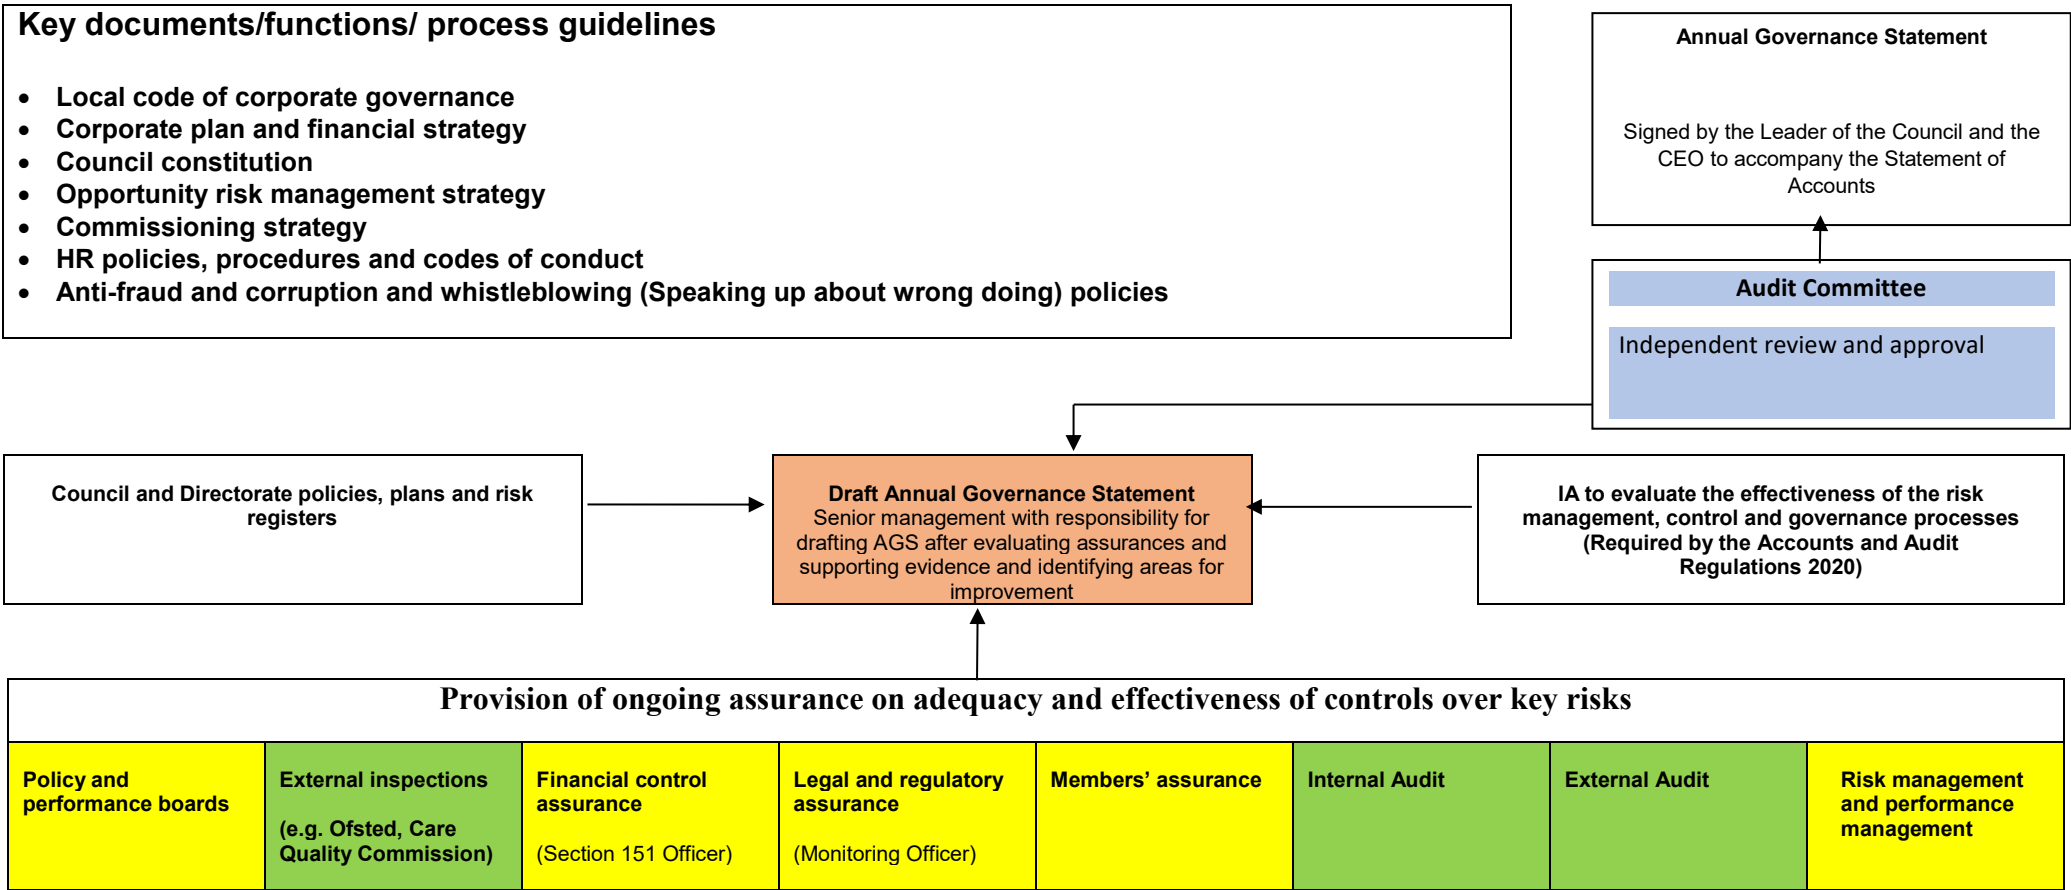 Key documents/functions/ process guidelines
• Local code of corporate governance
• Corporate plan and financial strategy
• Council constitution
• Opportunity risk management strategy
• Commissioning strategy
• HR policies, procedures and codes of conduct
• Anti-fraud and corruption and whistleblowing (Speaking up about wrong doing) policies
Annual Governance Statement
Signed by the Leader of the Council and the
CEO to accompany the Statement of
Accounts
Audit Committee
Independent review and approval
Council and Directorate policies, plans and risk
registers
Draft Annual Governance Statement
Senior management with responsibility for
drafting AGS after evaluating assurances and
supporting evidence and identifying areas for
improvement
IA to evaluate the effectiveness of the risk
management, control and governance processes
(Required by the Accounts and Audit
Regulations 2020)
Provision of ongoing assurance on adequacy and effectiveness of controls over key risks
Policy and
performance boards
External inspections
(e.g. Ofsted, Care
Quality Commission)
Financial control
assurance
(Section 151 Officer)
Legal and regulatory
assurance
(Monitoring Officer)
Members’ assurance
Internal Audit
External Audit
Risk management
and performance
management